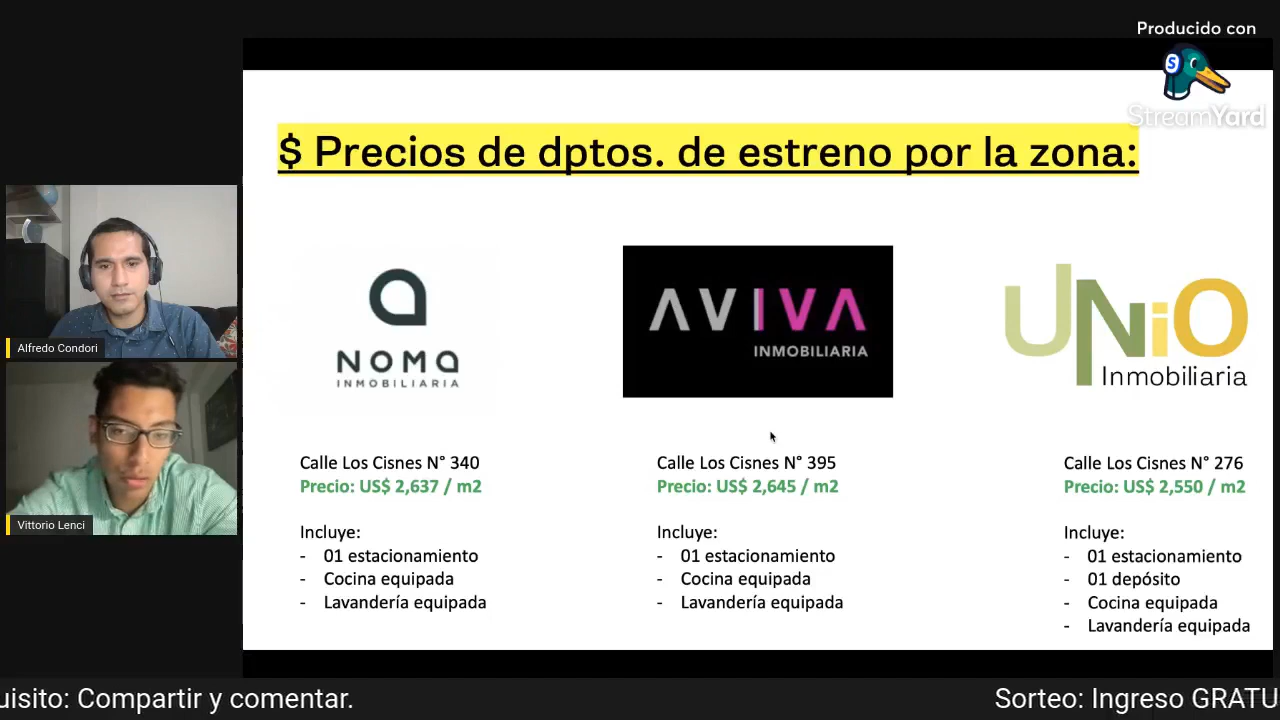 Producido con
StreamYard
$ Precios de dptos. de estreno por la zona:
NOMA
INMOBILIARIA
AVIVA
INMOBILIARIA
UNiO
Inmobiliaria
Calle Los Cisnes N° 340
Precio: US$ 2,637 / m2
Incluye:
- 01 estacionamiento
- Cocina equipada
- Lavandería equipada
Calle Los Cisnes N° 395
Precio: US$ 2,645 / m2
Incluye:
- 01 estacionamiento
- Cocina equipada
- Lavandería equipada
Calle Los Cisnes N° 276
Precio: US$ 2,550 / m2
Incluye:
- 01 estacionamiento
- 01 depósito
- Cocina equipada
- Lavandería equipada
Alfredo Condori
Vittorio Lenci
uisito: Compartir y comentar.
Sorteo: Ingreso GRATU